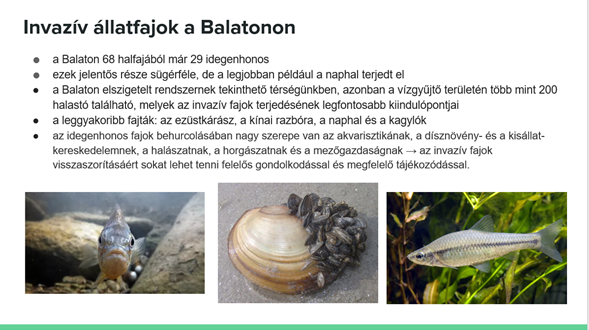 Invazív állatfajok a Balatonon
● a Balaton 68 halfajából már 29 idegenhonos
● ezek jelentős része sügérféle, de a legjobban például a naphal terjedt el
● a Balaton elszigetelt rendszernek tekinthető térségünkben, azonban a vízgyűjtő területén több mint 200
halastó található, melyek az invazív fajok terjedésének legfontosabb kiindulópontjai
● a leggyakoribb fajták: az ezüstkárász, a kínai razbóra, a naphal és a kagylók
● az idegenhonos fajok behurcolásában nagy szerepe van az akvarisztikának, a dísznövény- és a kisállat-
kereskedelemnek, a halászatnak, a horgászatnak és a mezőgazdaságnak → az invazív fajok
visszaszorításáért sokat lehet tenni felelős gondolkodással és megfelelő tájékozódással.